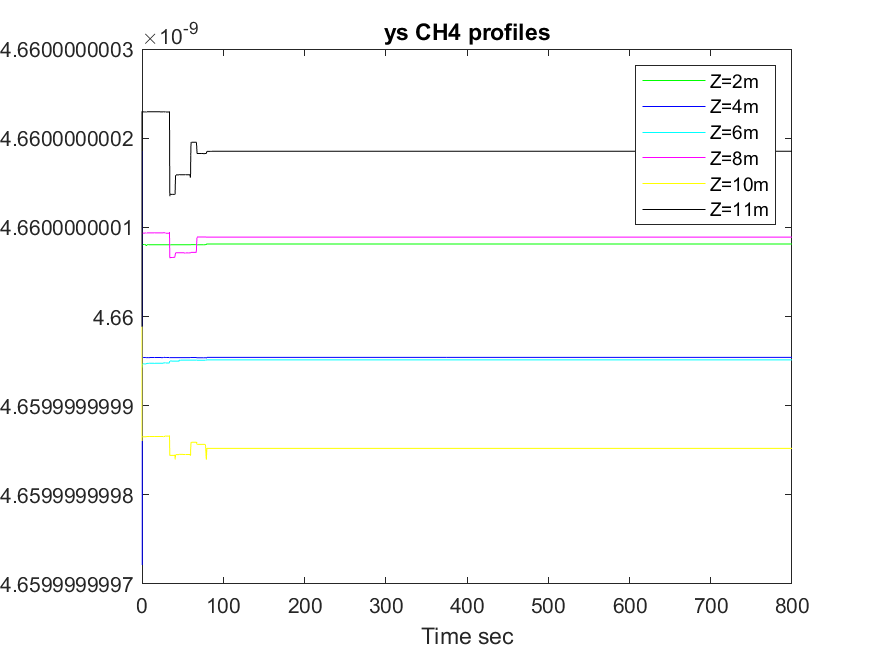 ys CH4 profiles
×10-9
4.6600000003
4.6600000002
4.6600000001
4.66
4.6599999999
4.6599999998
4.6599999997
Z=2m
Z=4m
Z=6m
Z=8m
Z=10m
Z=11m
0 100 200 300 400 500 600 700 800
Time sec